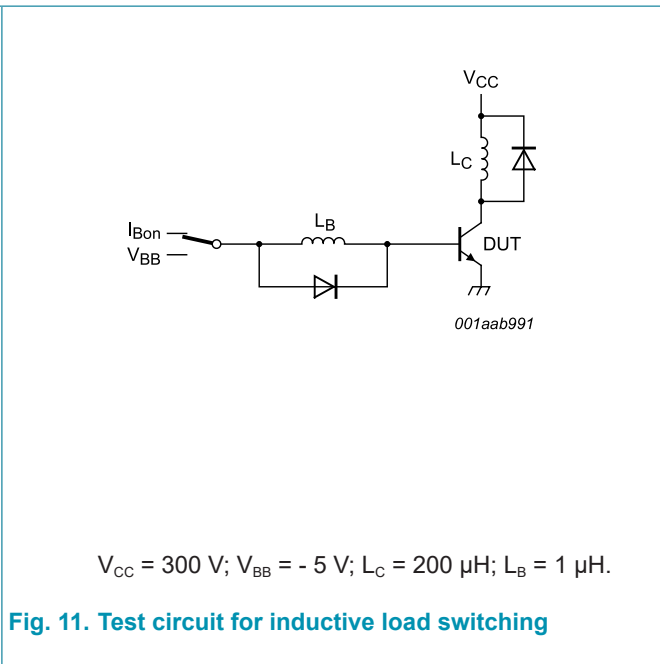 VCC
LC
LB
IBon
VBB
DUT
001aab991
VCC = 300 V; VBB = - 5 V; LC = 200 μH; LB = 1 μH.
Fig. 11. Test circuit for inductive load switching